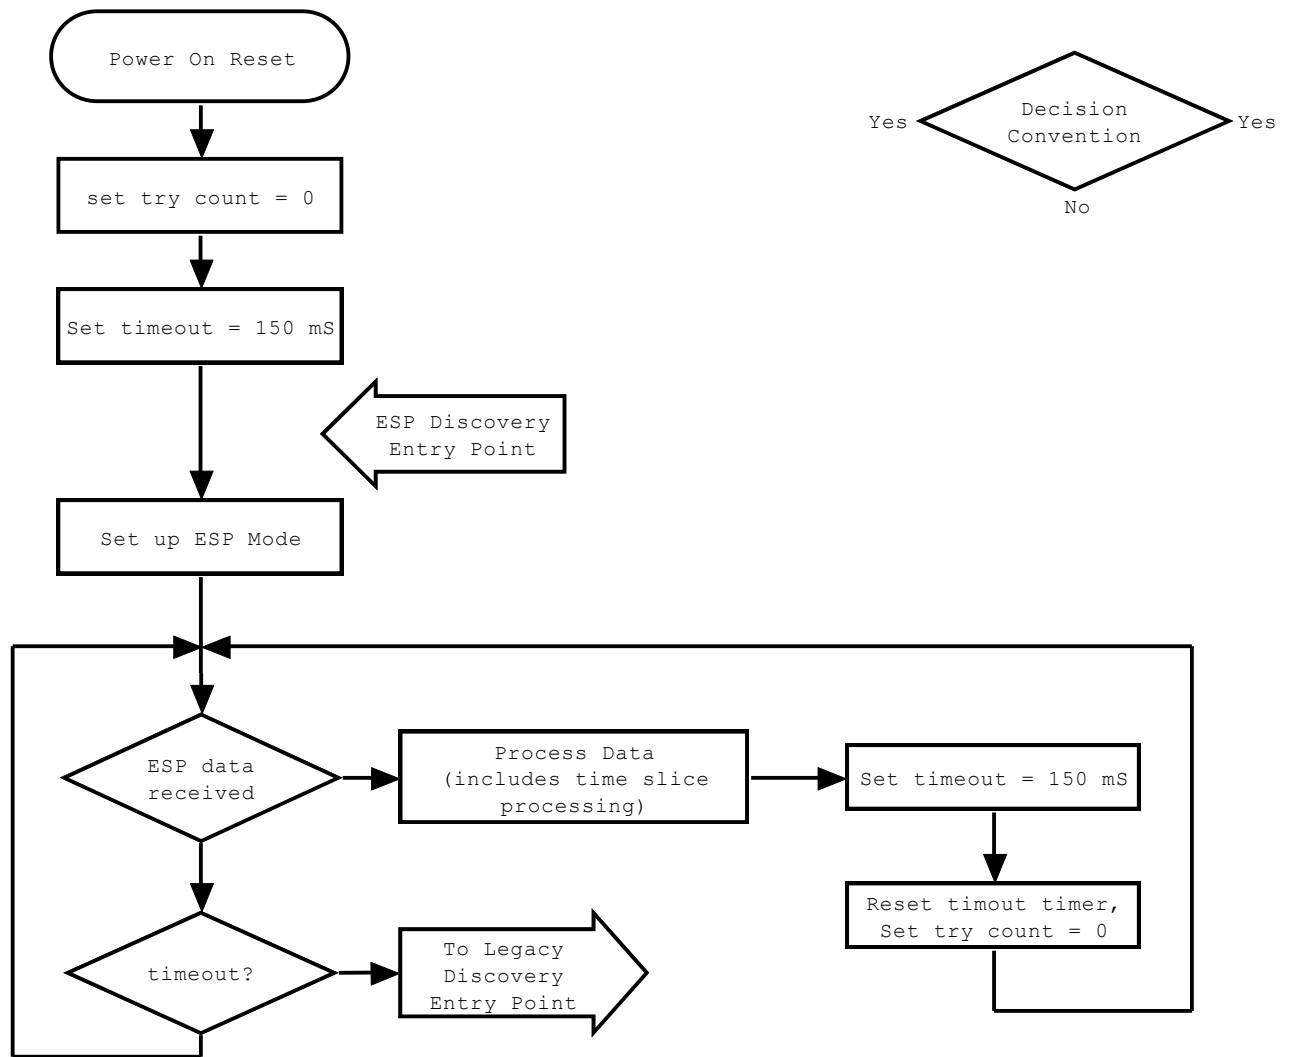 Power On Reset
Decision
Convention
Yes
Yes
No
set try count = 0
Set timeout = 150 mS
ESP Discovery
Entry Point
Set up ESP Mode
ESP data
received
Process Data
(includes time slice
processing)
Set timeout = 150 mS
Reset timout timer,
Set try count = 0
timeout?
To Legacy
Discovery
Entry Point